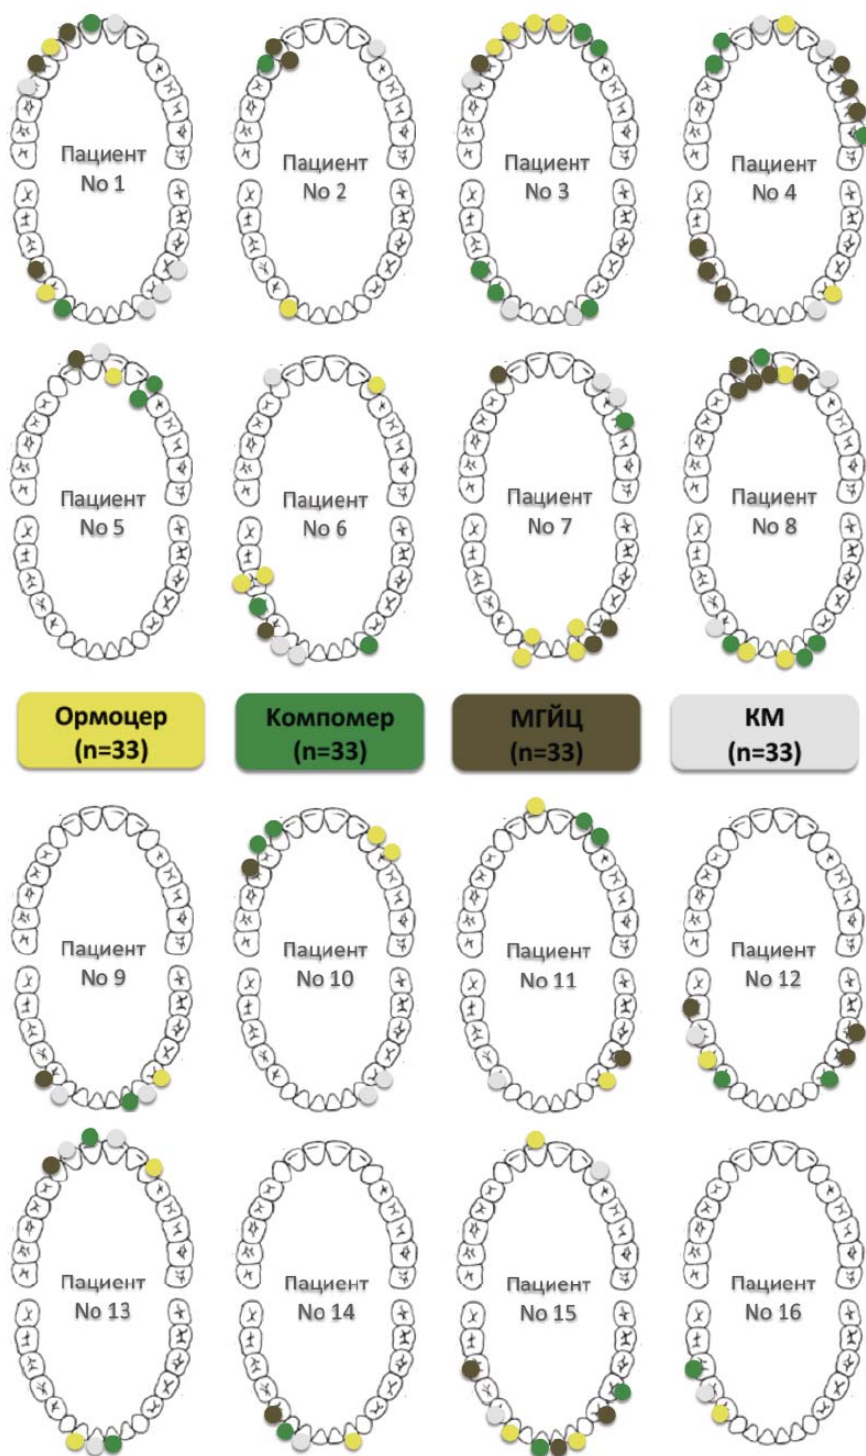 Пациент
No 1
Пациент
No 2
Пациент
No 3
Пациент
No 4
Пациент
No 5
Пациент
No 6
Пациент
No 7
Пациент
No 8
Ормоцер
(n=33)
Компомер
(n=33)
МГЙЦ
(n=33)
КМ
(n=33)
Пациент
No 9
Пациент
No 10
Пациент
No 11
Пациент
No 12
Пациент
No 13
Пациент
No 14
Пациент
No 15
Пациент
No 16